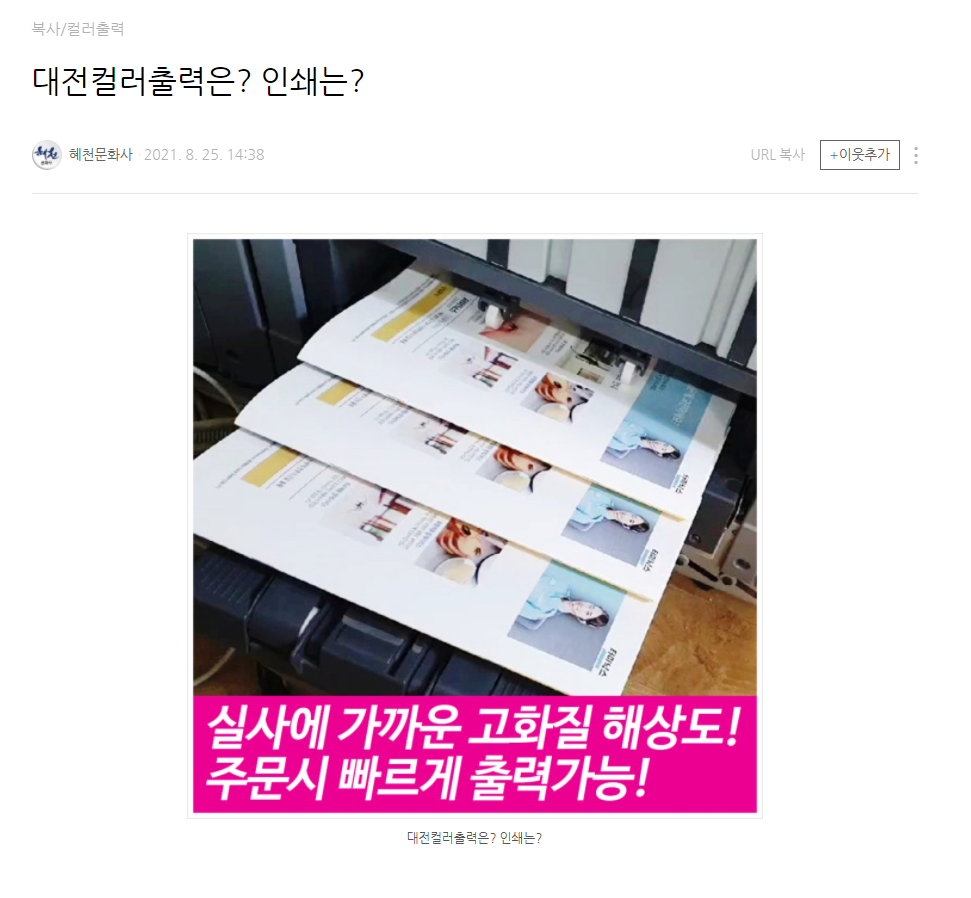 복사/컬러출력
대전컬러출력은? 인쇄는?
혜천문화사 2021. 8. 25. 14:38
URL 복사 +이웃추가
실사에 가까운 고화질 해상도!
주문시 빠르게 출력가능!
대전컬러출력은? 인쇄는?